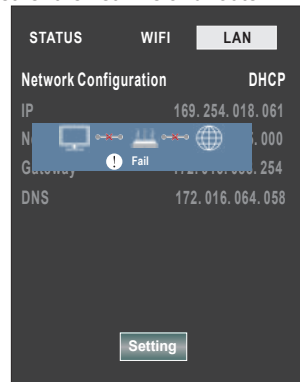 STATUS WIFI LAN
Network Configuration DHCP
IP 169. 254. 018. 061
.000
Fail
254
DNS 172. 016. 064. 058
Setting